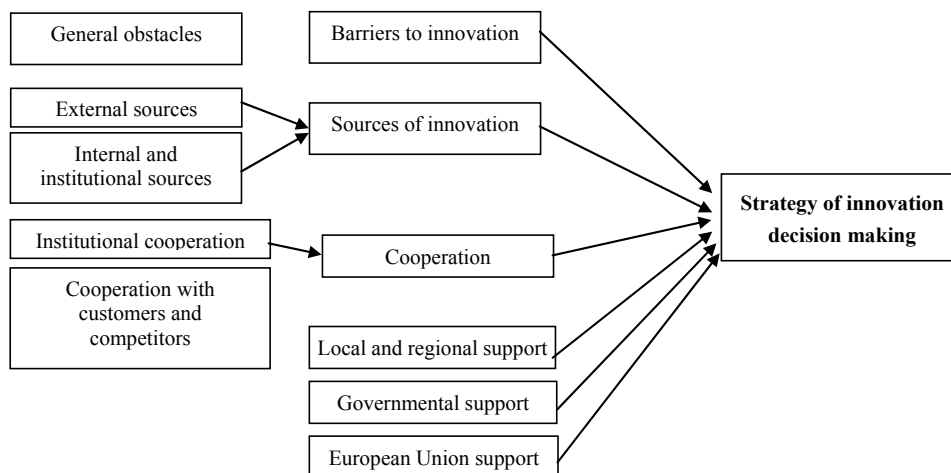 General obstacles
External sources
Internal and
institutional sources
Institutional cooperation
Cooperation with
customers and
competitors
Barriers to innovation
Sources of innovation
Cooperation
Local and regional support
Governmental support
European Union support
Strategy of innovation
decision making